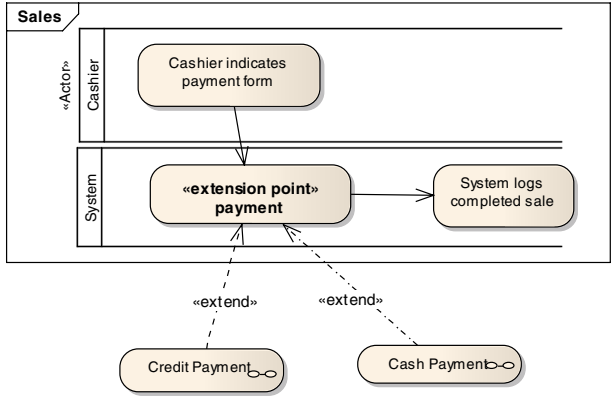 Sales
«Actor»
Cashier
Cashier indicates
payment form
System
«extension point»
payment
System logs
completed sale
«extend»
«extend»
Credit Payment
Cash Payment